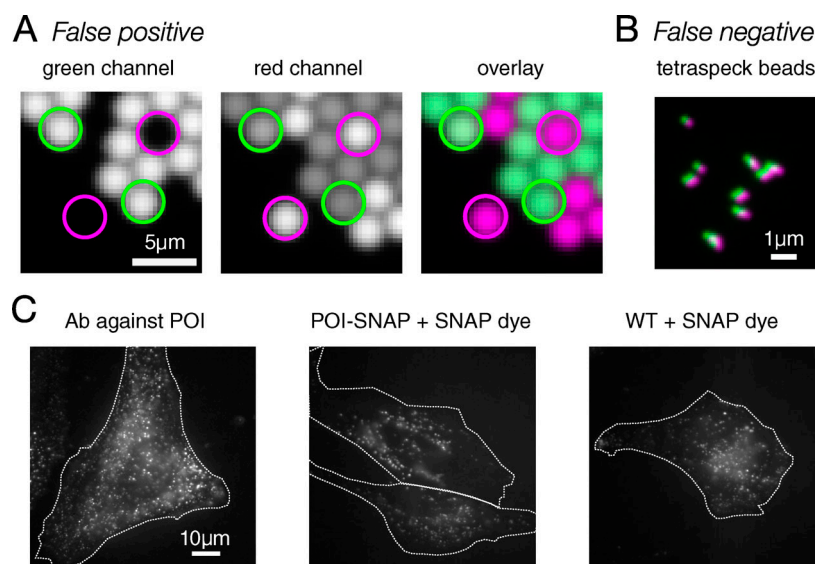 A False positive
green channel
red channel
overlay
5µm
B False negative
tetraspeck beads
1µm
C
Ab against POI
POI-SNAP + SNAP dye
WT + SNAP dye
10µm